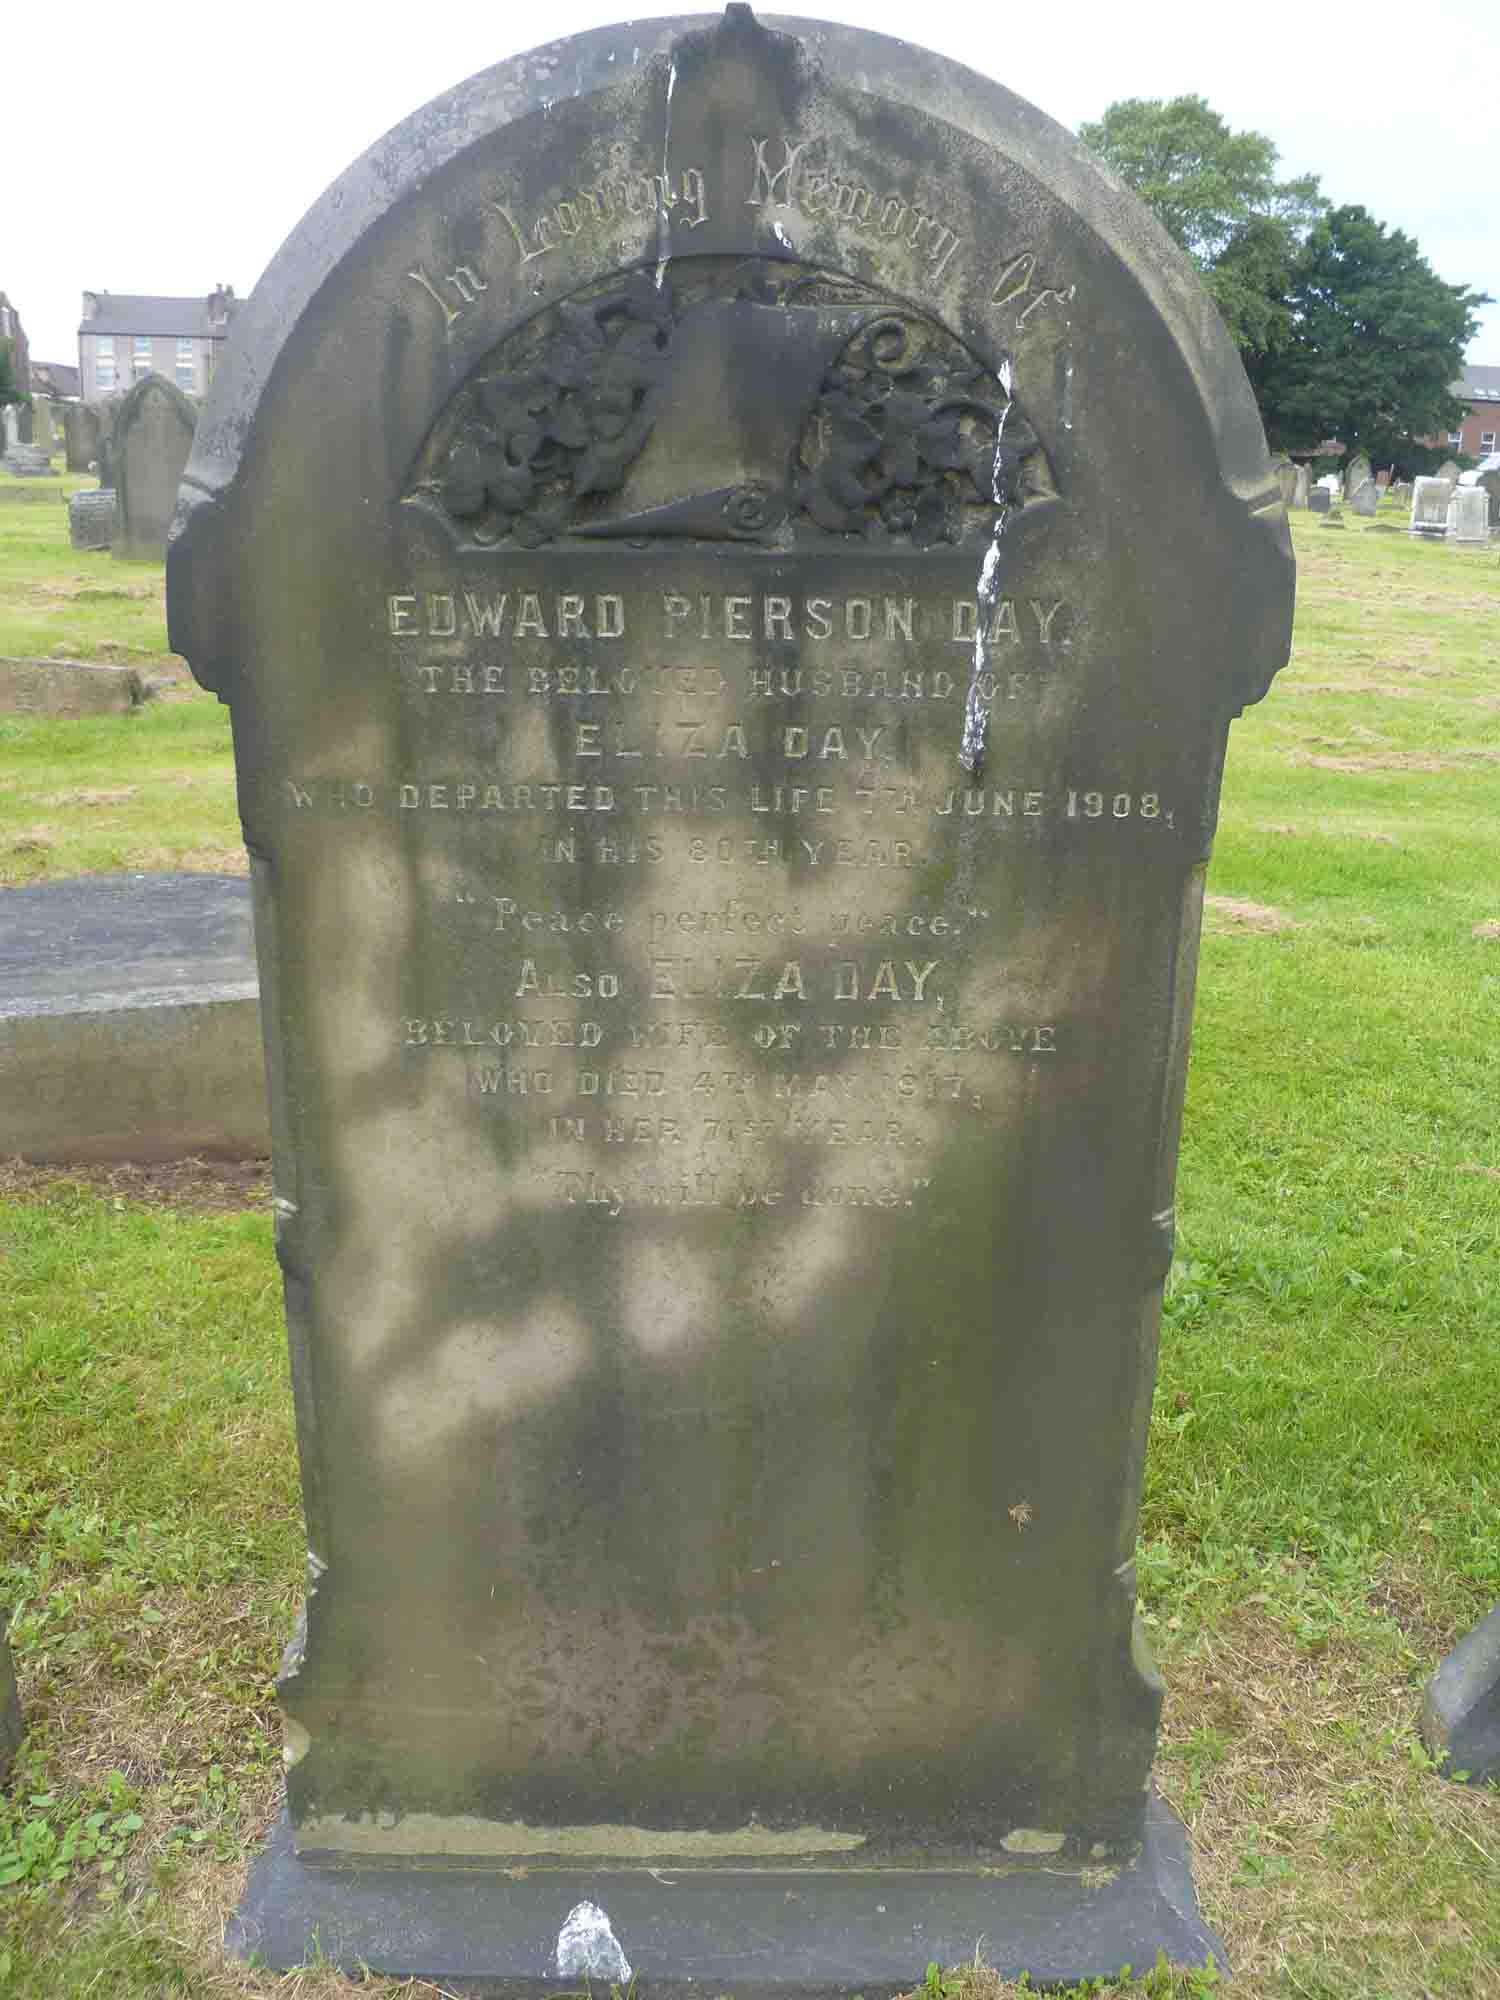 In Loving Memory Of
EDWARD PIERSON DAY,
THE BELOVED HUSBAND OF
ELIZA DAY,
WHO DEPARTED THIS LIFE 7TH JUNE 1908,
IN HIS 80TH YEAR.
"Peace perfect peace."
ALSO ELIZA DAY,
BELOVED WIFE OF THE ABOVE
WHO DIED 4TH MAY 1917,
IN HER 71ST YEAR.
"Thy will be done."